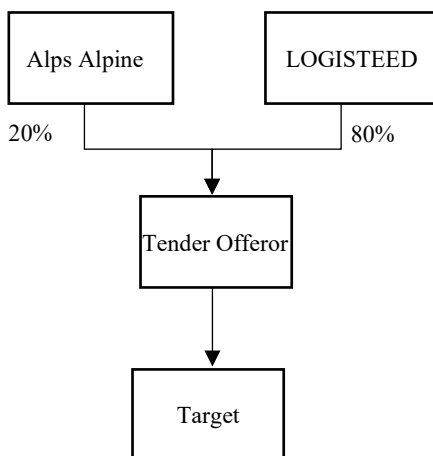 Alps Alpine
LOGISTEED
20%
80%
Tender Offeror
Target